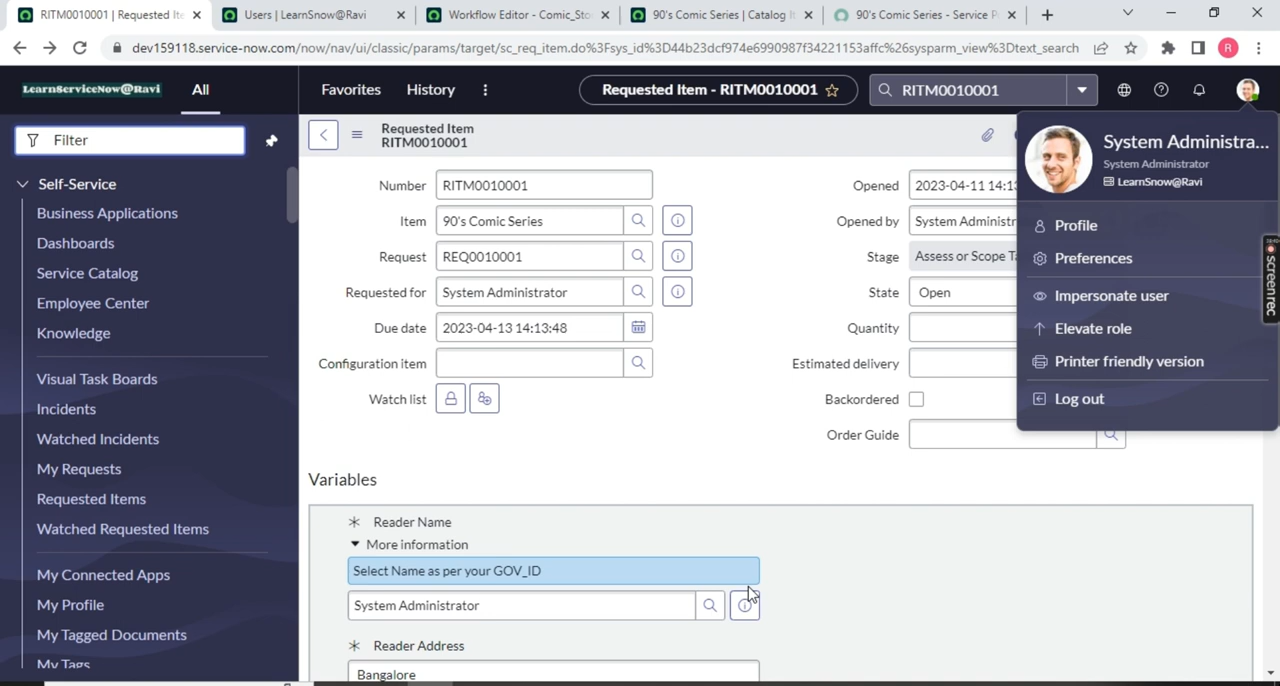 RITM0010001 | Requested Ite
Users | LearnSnow@Ravi
Workflow Editor - Comic_Sto
90's Comic Series | Catalog It
90's Comic Series - Service P
dev159118.service-now.com/now/nav/ui/classic/params/target/sc_req_item.do%3Fsys_id%3D44b23dcf974e6990987f34221153affc%26sysparm_view%3Dtext_search
R
LearnServiceNow@Ravi
All
Favorites
History
Requested Item - RITM0010001
RITM0010001
Filter
Self-Service
Business Applications
Dashboards
Service Catalog
Employee Center
Knowledge
Visual Task Boards
Incidents
Watched Incidents
My Requests
Requested Items
Watched Requested Items
My Connected Apps
My Profile
My Tagged Documents
My Tags
Requested Item
RITM0010001
Number
RITM0010001
Item
90's Comic Series
Request
REQ0010001
Requested for
System Administrator
Due date
2023-04-13 14:13:48
Configuration item
Watch list
Opened
2023-04-11 14:13
Opened by
System Administr
Stage
Assess or Scope Ta
State
Open
Quantity
Estimated delivery
Backordered
Order Guide
System Administra...
System Administrator
LearnSnow@Ravi
Profile
Preferences
Impersonate user
Elevate role
Printer friendly version
Log out
screenrec
Variables
Reader Name
More information
Select Name as per your GOV_ID
System Administrator
Reader Address
Bangalore